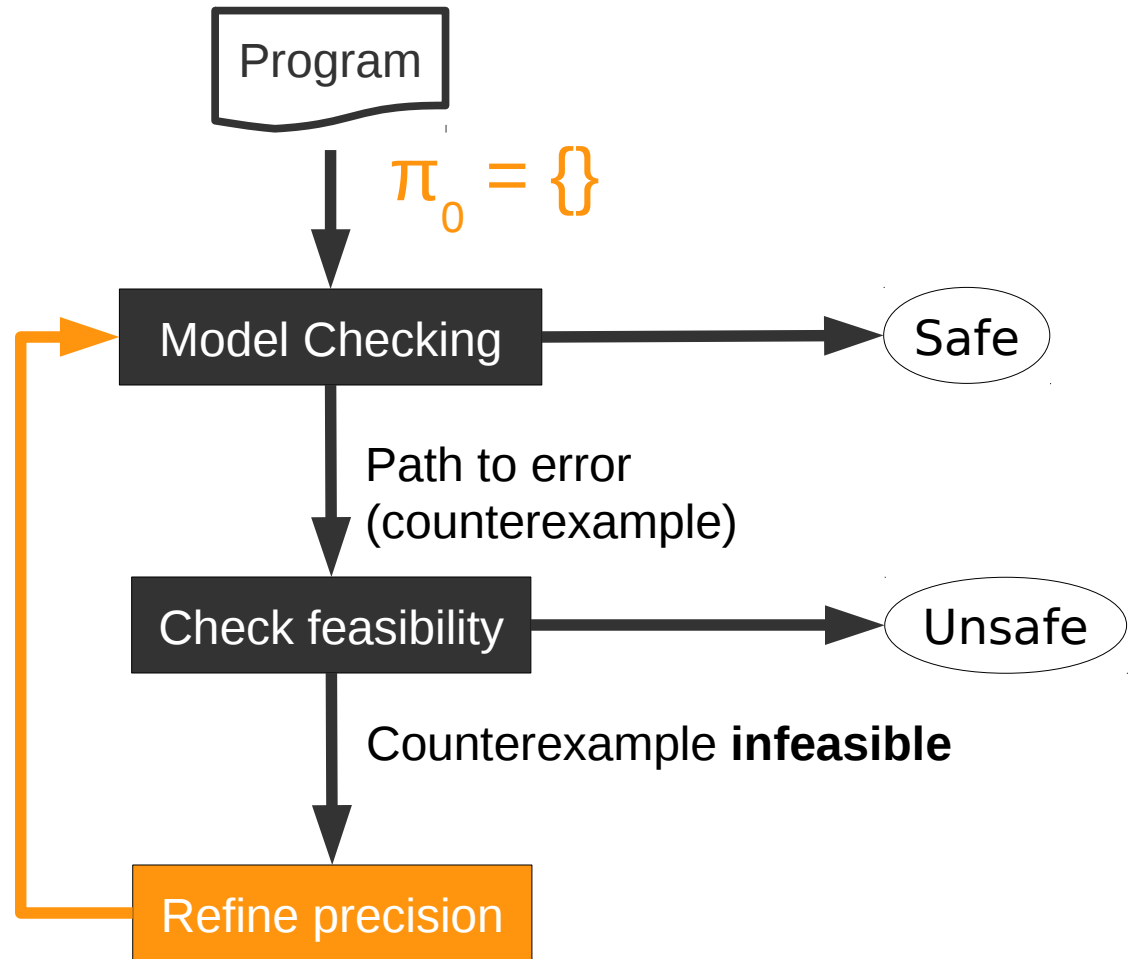 Program
π₀ = {}
Model Checking
Safe
Path to error
(counterexample)
Check feasibility
Unsafe
Counterexample infeasible
Refine precision